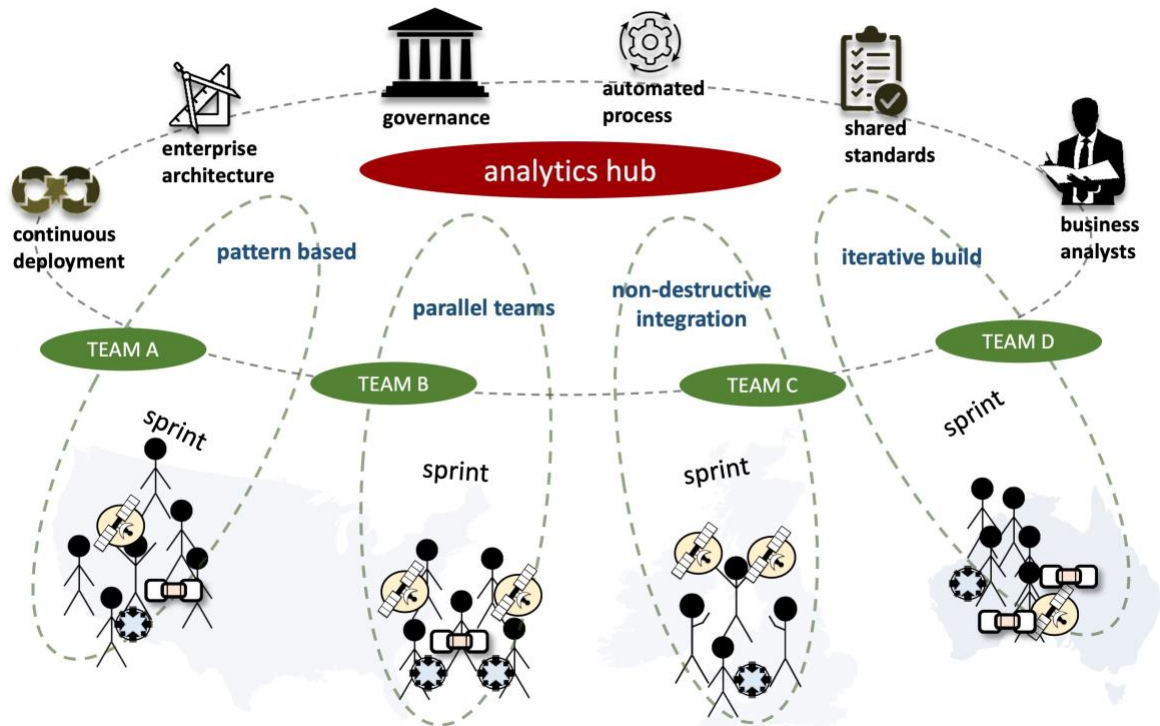 governance
automated
process
shared
standards
enterprise
architecture
analytics hub
continuous
deployment
business
analysts
pattern based
parallel teams
non-destructive
integration
iterative build
TEAM A
TEAM B
TEAM C
TEAM D
sprint
sprint
sprint
sprint